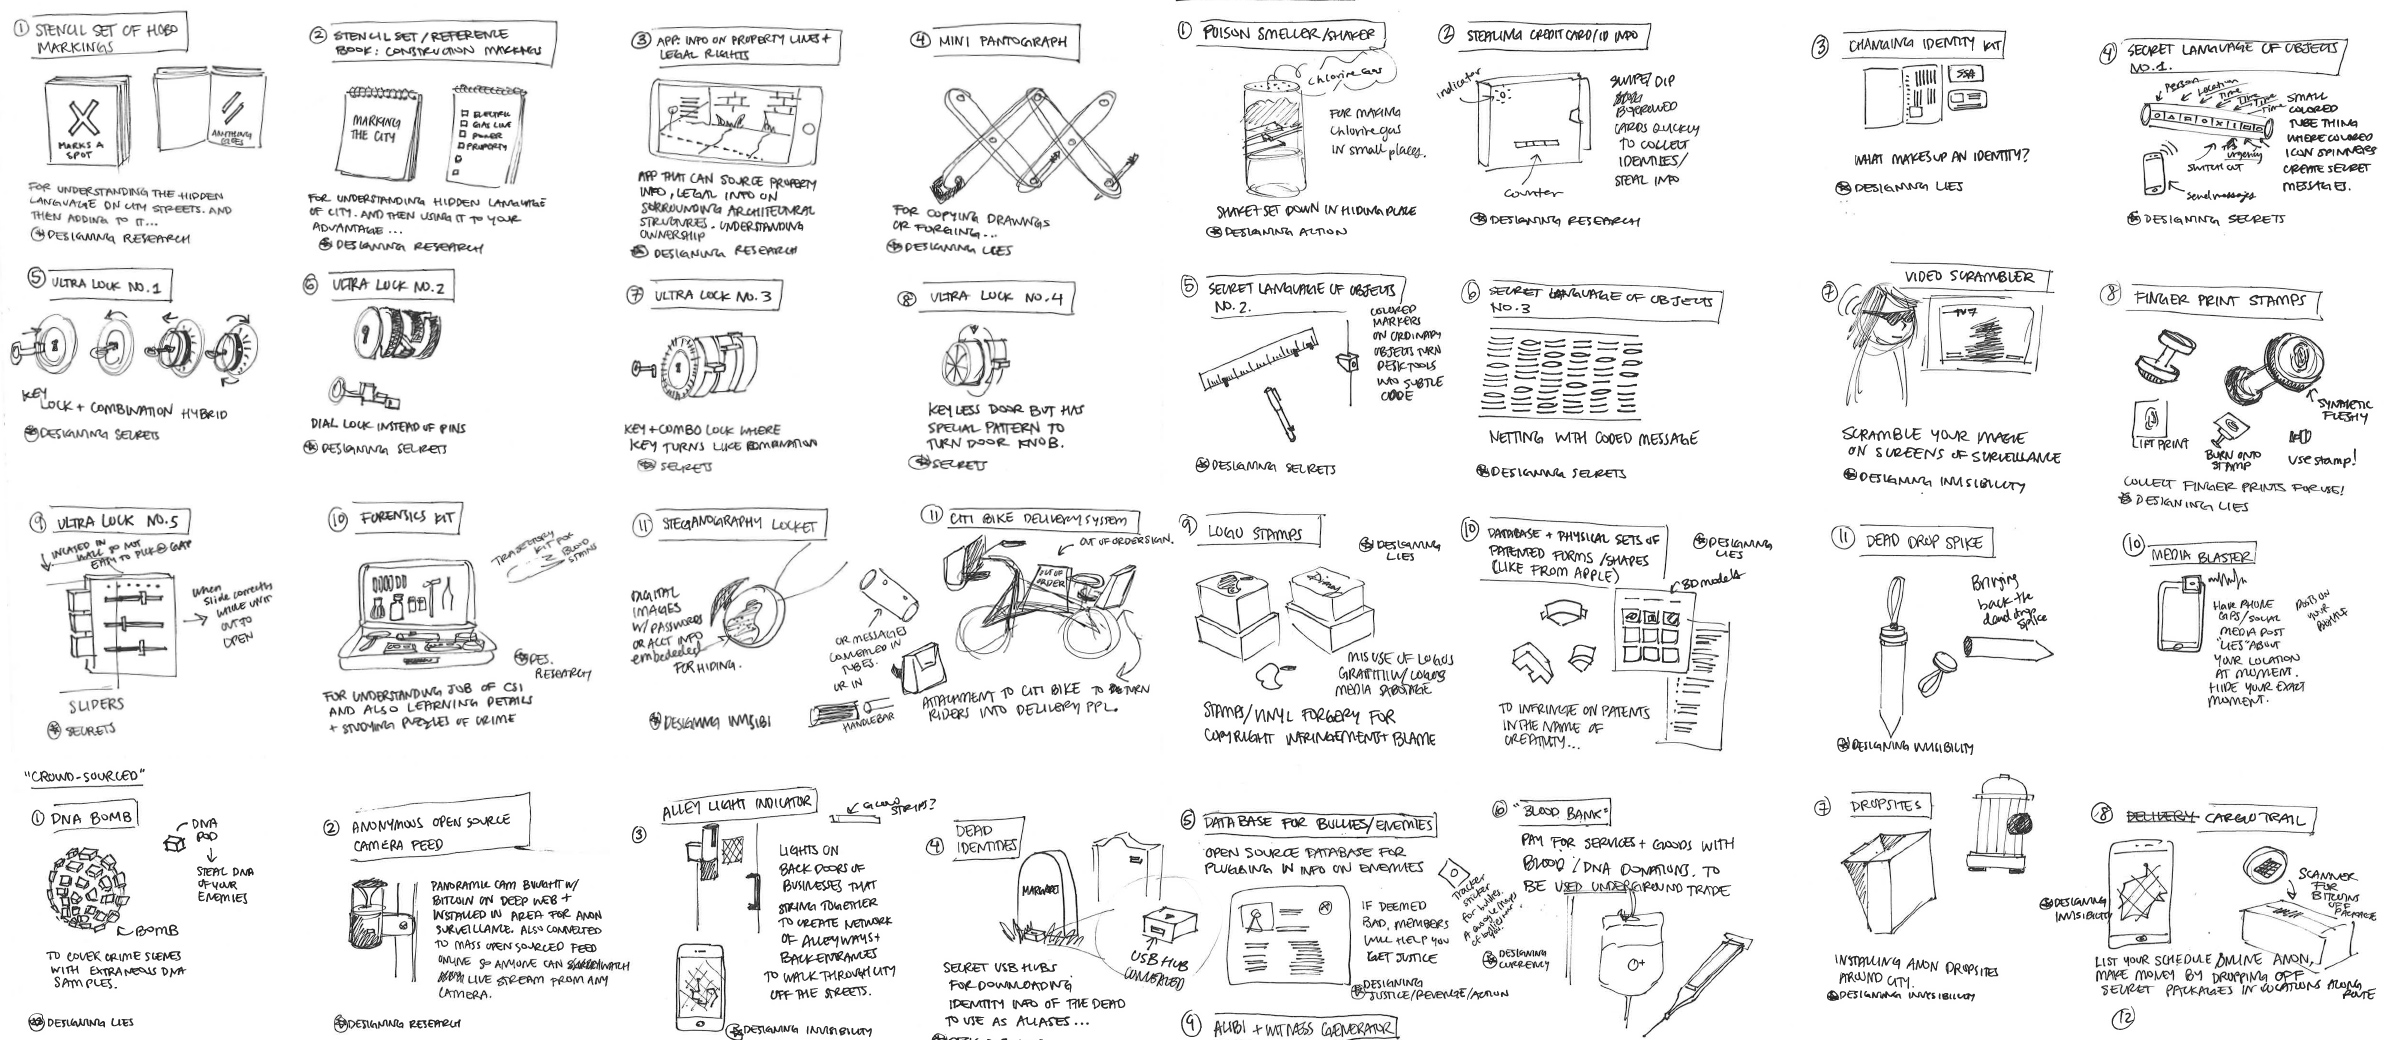 ① STENCIL SET OF HOBO
MARKINGS
MARKS A
SPOT
ANYTHING
GOES
FOR UNDERSTANDING THE HIDDEN
LANGUAGE ON CITY STREETS. AND
THEN ADDING TO IT...
DESIGNING RESEARCH
② STENCIL SET/REFERENCE
BOOK: CONSTRUCTION MARKINGS
MARKING
THE CITY
ELECTRIC
GAS LINE
POWER
PROPERTY
FOR UNDERSTANDING HIDDEN LANGUAGE
OF CITY. AND THEN USING IT TO YOUR
ADVANTAGE...
DESIGNING RESEARCH
③ APP: INFO ON PROPERTY LINES +
LEGAL RIGHTS
APP THAT CAN SOURCE PROPERTY
INFO, LEGAL INFO ON
SURROUNDING ARCHITECTURAL
STRUCTURES. UNDERSTANDING
OWNERSHIP
DESIGNING RESEARCH
④ MINI PANTOGRAPH
FOR COPYING DRAWINGS
OR FORGING...
DESIGNING LIES
① POISON SMELLER/SHAKER
chlorine Gas
FOR MAKING
chlorine gas
IN small places.
SHAKE + SET DOWN IN HIDING PLACE
DESIGNING ACTION
② STEALING CREDIT CARD/ID INFO
indicator
counter
SWIPE/DIP
BORROWED
CARDS QUICKLY
TO COLLECT
IDENTITIES/
STEAL INFO
DESIGNING RESEARCH
③ CHANGING IDENTITY KIT
SSA
WHAT MAKES UP AN IDENTITY?
DESIGNING LIES
④ SECRET LANGUAGE OF OBJECTS
NO.1.
Person
Location
Time
Time
Time
Time
urgency
SWITCH OUT
send messages
SMALL
COLORED
TUBE THING
WHERE COLORED
ICON SPINNERS
CREATE SECRET
MESSAGES.
DESIGNING SECRETS
⑤ ULTRA LOCK NO.1
KEY
LOCK + COMBINATION HYBRID
DESIGNING SECRETS
⑥ ULTRA LOCK NO.2
DIAL LOCK INSTEAD OF PINS
DESIGNING SECRETS
⑦ ULTRA LOCK NO.3
KEY + COMBO LOCK WHERE
KEY TURNS LIKE COMBINATION
SECRETS
⑧ ULTRA LOCK NO.4
KEYLESS DOOR BUT HAS
SPECIAL PATTERN TO
TURN DOOR KNOB.
SECRETS
⑤ SECRET LANGUAGE OF OBJECTS
NO.2.
COLORED
MARKERS
ON ORDINARY
OBJECTS TURN
DESK TOOLS
INTO SUBTLE
CODE
DESIGNING SECRETS
⑥ SECRET LANGUAGE OF OBJECTS
NO.3
NETTING WITH CODED MESSAGE
DESIGNING SECRETS
⑦ VIDEO SCRAMBLER
SCRAMBLE YOUR IMAGE
ON SCREENS OF SURVEILLANCE
DESIGNING INVISIBILITY
⑧ FINGER PRINT STAMPS
SYNTHETIC
FLESHY
LIFT PRINT
BURN ONTO
STAMP
USE stamp!
COLLECT FINGER PRINTS FOR USE!
DESIGNING LIES
⑨ ULTRA LOCK NO.5
LOCATED IN
WALL SO NOT
EASY TO PICK @ GAP
When
slide correctly
WHOLE UNIT
OUT TO
OPEN
SLIDERS
SECRETS
⑩ FORENSICS KIT
TRAJECTORY
KIT FOR
BLOOD
STAINS
DES.
RESEARCH
FOR UNDERSTANDING JOB OF CSI
AND ALSO LEARNING DETAILS
+ STUDYING PUZZLES OF CRIME
⑪ STEGANOGRAPHY LOCKET
DIGITAL
IMAGES
W/ PASSWORDS
OR ACCT INFO
embedded
FOR HIDING.
DESIGNING INVISIBI
⑪ CITI BIKE DELIVERY SYSTEM
OUT OF ORDER SIGN.
OUT OF
ORDER
OR MESSAGES
CONCEALED IN
TUBES.
OR IN
HANDLEBAR
ATTACHMENT TO CITI BIKE TO TURN
RIDERS INTO DELIVERY PPL.
⑨ LOGO STAMPS
DESIGNING
LIES
MISUSE OF LOGOS
GRAFFITI W/ LOGOS
MEDIA SABOTAGE
STAMPS/VINYL FORGERY FOR
COPYRIGHT INFRINGEMENT + BLAME
⑩ DATABASE + PHYSICAL SETS OF
PATENTED FORMS/SHAPES
(LIKE FROM APPLE)
DESIGNING
LIES
3D models
TO INFRINGE ON PATENTS
IN THE NAME OF
CREATIVITY...
⑪ DEAD DROP SPIKE
Bringing
back the
dead drop
spike
DESIGNING INVISIBILITY
⑩ MEDIA BLASTER
HAVE PHONE
GPS/SOCIAL
MEDIA POST
"LIES" ABOUT
YOUR LOCATION
AT MOMENT.
HIDE YOUR EXACT
MOMENT.
POSTS ON
YOUR
BEHALF
"CROWD-SOURCED"
① DNA BOMB
DNA
POD
STEAL DNA
OF YOUR
ENEMIES
BOMB
TO COVER CRIME SCENES
WITH EXTRANEOUS DNA
SAMPLES.
DESIGNING LIES
② ANONYMOUS OPEN SOURCE
CAMERA FEED
PANORAMIC CAM BOUGHT W/
BITCOIN ON DEEP WEB +
INSTALLED IN AREA FOR ANON
SURVEILLANCE. ALSO CONNECTED
TO MASS OPEN SOURCED FEED
ONLINE SO ANYONE CAN WATCH
LIVE STREAM FROM ANY
CAMERA.
DESIGNING RESEARCH
③ ALLEY LIGHT INDICATOR
GLOW
STRIPS?
LIGHTS ON
BACK DOORS OF
BUSINESSES THAT
STRING TOGETHER
TO CREATE NETWORK
OF ALLEYWAYS +
BACK ENTRANCES
TO WALK THROUGH CITY
OFF THE STREETS.
DESIGNING INVISIBILITY
④ DEAD
IDENTITIES
USB HUB
CONCEALED
SECRET USB HUBS
FOR DOWNLOADING
IDENTITY INFO OF THE DEAD
TO USE AS ALIASES...
⑤ DATABASE FOR BULLIES/ENEMIES
OPEN SOURCE DATABASE FOR
PLUGGING IN INFO ON ENEMIES
IF DEEMED
BAD, MEMBERS
WILL HELP YOU
GET JUSTICE
DESIGNING
JUSTICE/REVENGE/ACTION
Tracker
sticker
for bullies.
A google maps
of bullies near
you.
⑥ "BLOOD BANK"
PAY FOR SERVICES + GOODS WITH
BLOOD/DNA DONATIONS. TO
BE USED UNDERGROUND TRADE
O+
DESIGNING
CURRENCY
⑦ DROPSITES
INSTALLING ANON DROPSITES
AROUND CITY.
DESIGNING INVISIBILITY
⑧ DELIVERY CARGO TRAIL
SCANNER
FOR
BITCOINS
OFF
PACKAGE
DESIGNING
INVISIBILITY
LIST YOUR SCHEDULE ONLINE ANON,
MAKE MONEY BY DROPPING OFF
SECRET PACKAGES IN LOCATIONS ALONG
ROUTE
⑨ ALIBI + WITNESS GENERATOR
⑫